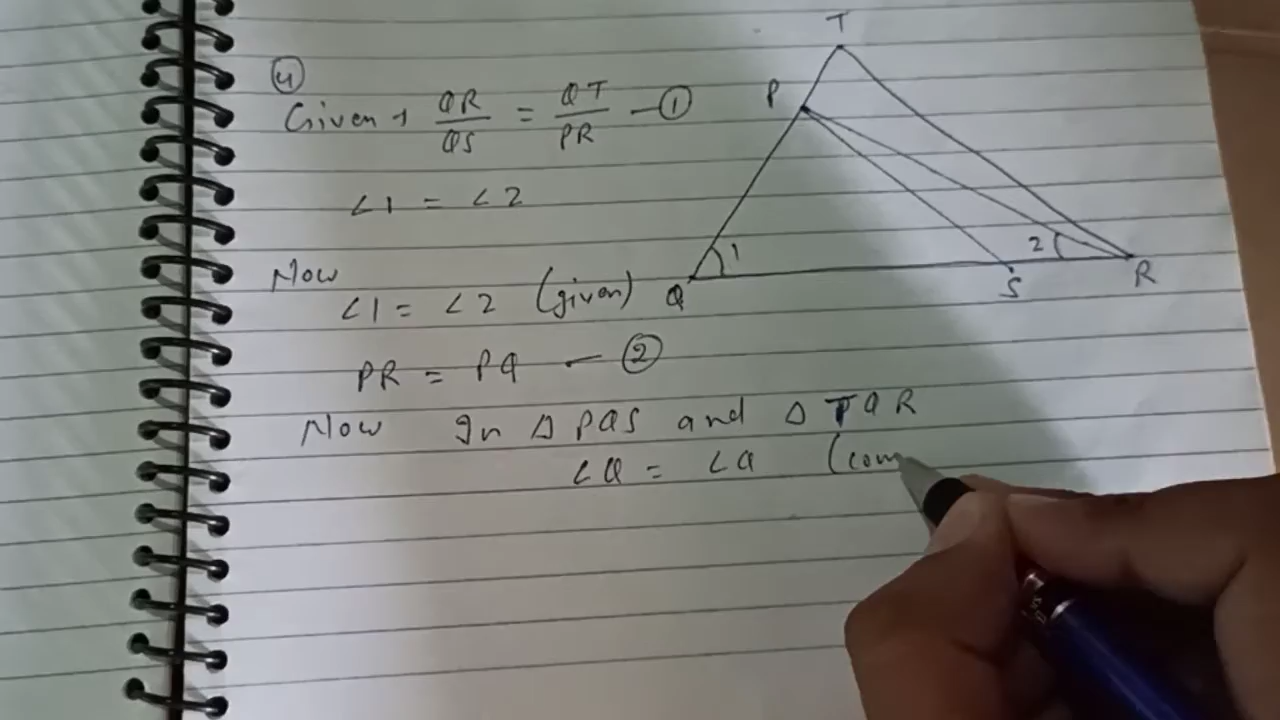 4
Given → QR/QS = QT/PR — ①
∠1 = ∠2
Now
∠1 = ∠2 (given)
PR = PQ — ②
Now In Δ PQS and Δ TQR
∠Q = ∠Q (com
T
P
1
2
Q
S
R